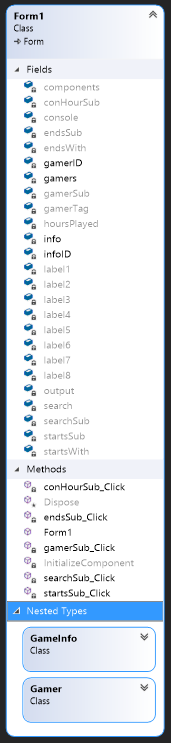 Form1
Class
Form
Fields
components
conHourSub
console
endsSub
endsWith
gamerID
gamers
gamerSub
gamerTag
hoursPlayed
info
infoID
label1
label2
label3
label4
label5
label6
label7
label8
output
search
searchSub
startsSub
startsWith
Methods
conHourSub_Click
Dispose
endsSub_Click
Form1
gamerSub_Click
InitializeComponent
searchSub_Click
startsSub_Click
Nested Types
GameInfo
Class
Gamer
Class